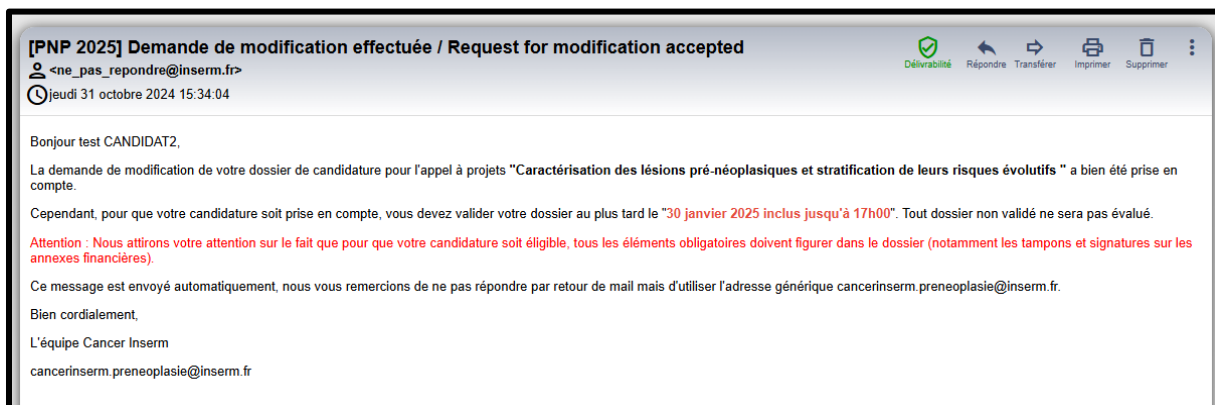 [PNP 2025] Demande de modification effectuée / Request for modification accepted
<ne_pas_repondre@inserm.fr>
jeudi 31 octobre 2024 15:34:04
Délivrabilité Répondre Transférer Imprimer Supprimer
Bonjour test CANDIDAT2,
La demande de modification de votre dossier de candidature pour l'appel à projets "Caractérisation des lésions pré-néoplasiques et stratification de leurs risques évolutifs " a bien été prise en
compte.
Cependant, pour que votre candidature soit prise en compte, vous devez valider votre dossier au plus tard le "30 janvier 2025 inclus jusqu'à 17h00". Tout dossier non validé ne sera pas évalué.
Attention : Nous attirons votre attention sur le fait que pour que votre candidature soit éligible, tous les éléments obligatoires doivent figurer dans le dossier (notamment les tampons et signatures sur les
annexes financières).
Ce message est envoyé automatiquement, nous vous remercions de ne pas répondre par retour de mail mais d'utiliser l'adresse générique cancerinserm.preneoplasie@inserm.fr.
Bien cordialement,
L'équipe Cancer Inserm
cancerinserm.preneoplasie@inserm.fr